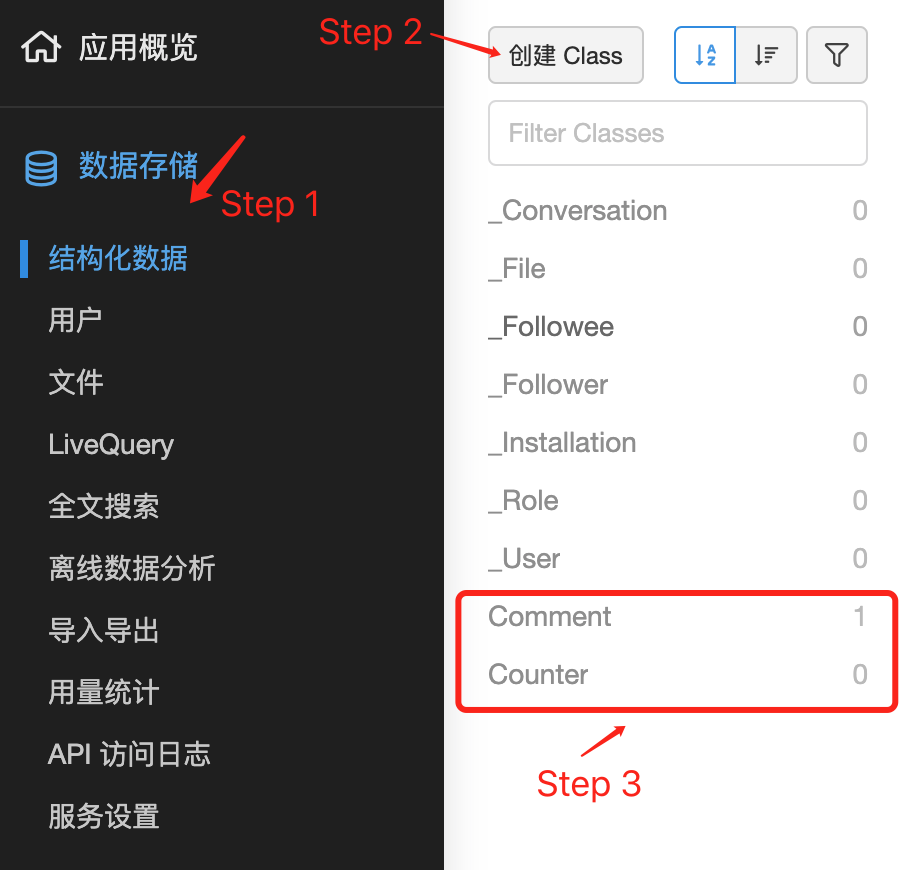 应用概览
数据存储
Step 1
结构化数据
用户
文件
LiveQuery
全文搜索
离线数据分析
导入导出
用量统计
API 访问日志
服务设置
Step 2
创建 Class
Filter Classes
_Conversation 0
_File 0
_Followee 0
_Follower 0
_Installation 0
_Role 0
_User 0
Comment 1
Counter 0
Step 3